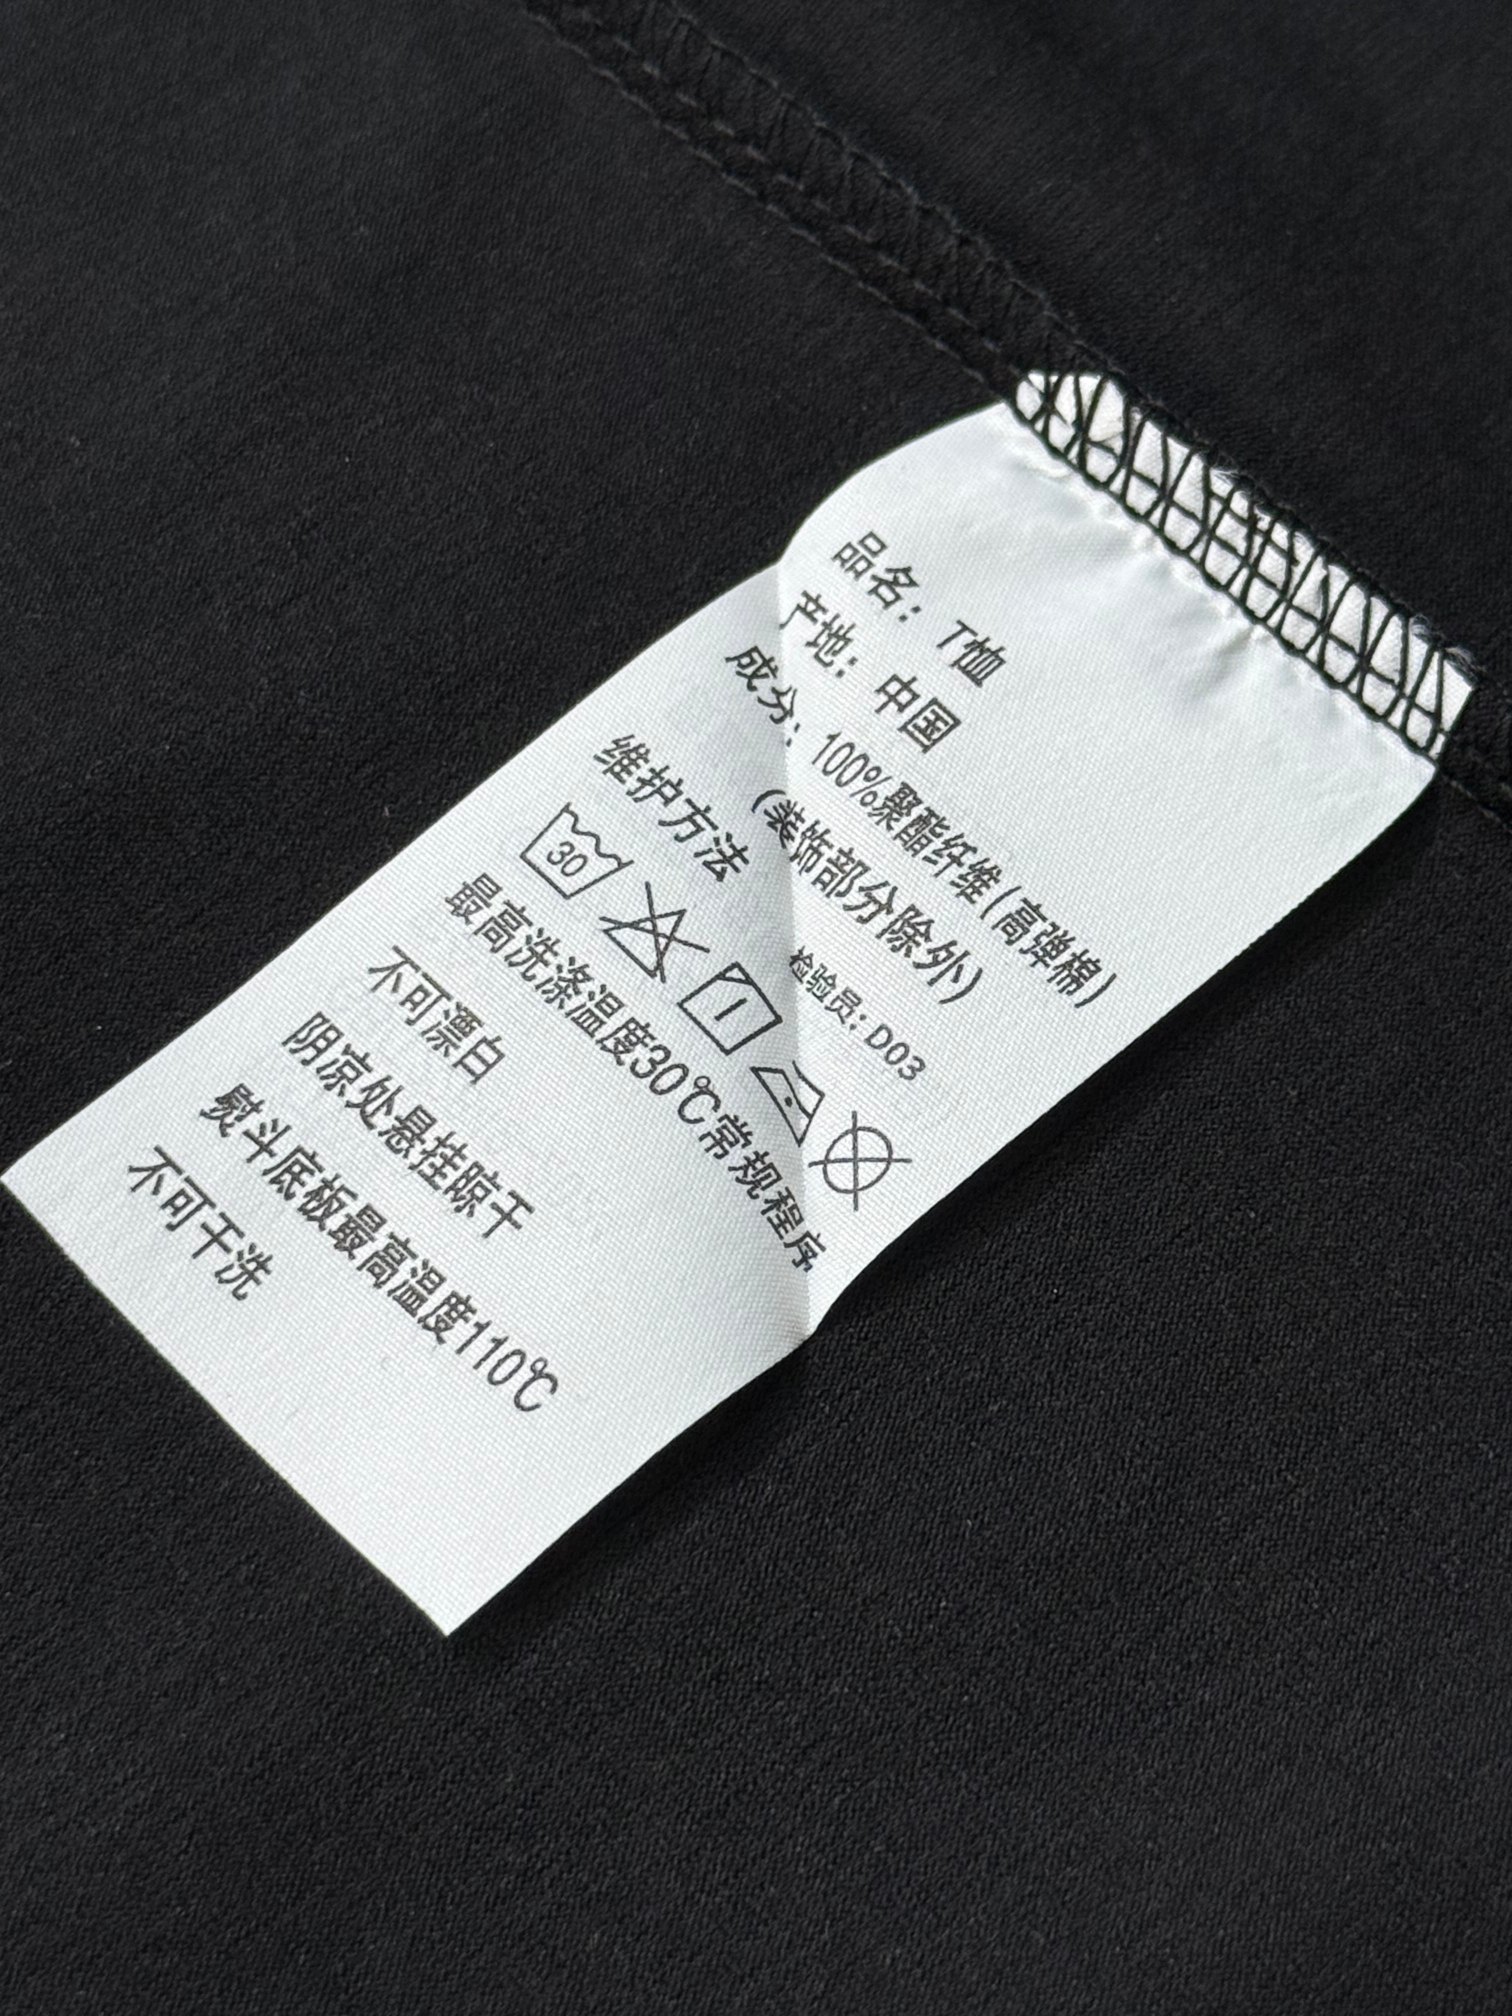 品名：T恤
产地：中国
成分：100%聚酯纤维(高弹棉)
(装饰部分除外)
检验员：D03
维护方法
30
最高洗涤温度30℃常规程序
不可漂白
阴凉处悬挂晾干
熨斗底板最高温度110℃
不可干洗